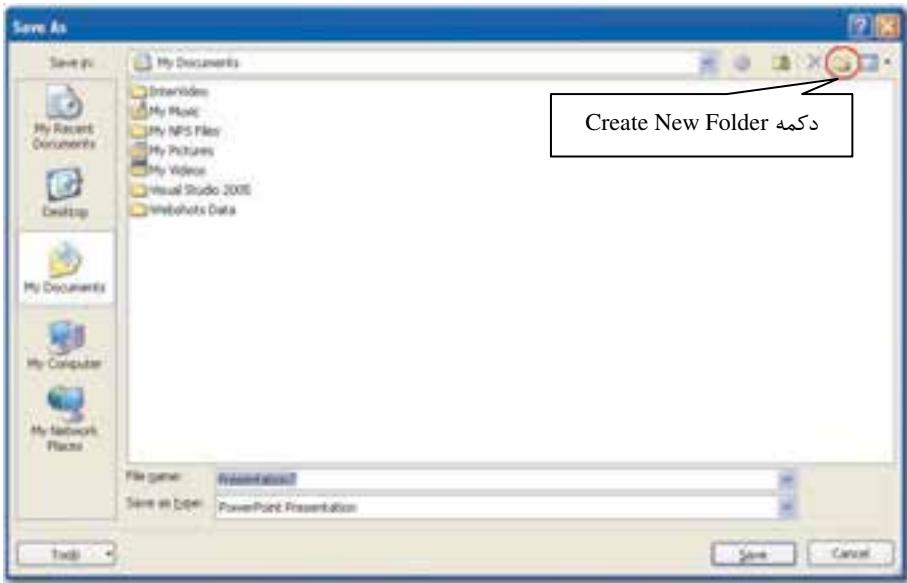 Save As
Save in:
My Documents
My Recent
Documents
Desktop
My Documents
My Computer
My Network
Places
InterVideo
My Music
My NPS Files
My Pictures
My Videos
Visual Studio 2005
Webshots Data
دکمه Create New Folder
File name:
Save as type:
PowerPoint Presentation
Tools
Save
Cancel